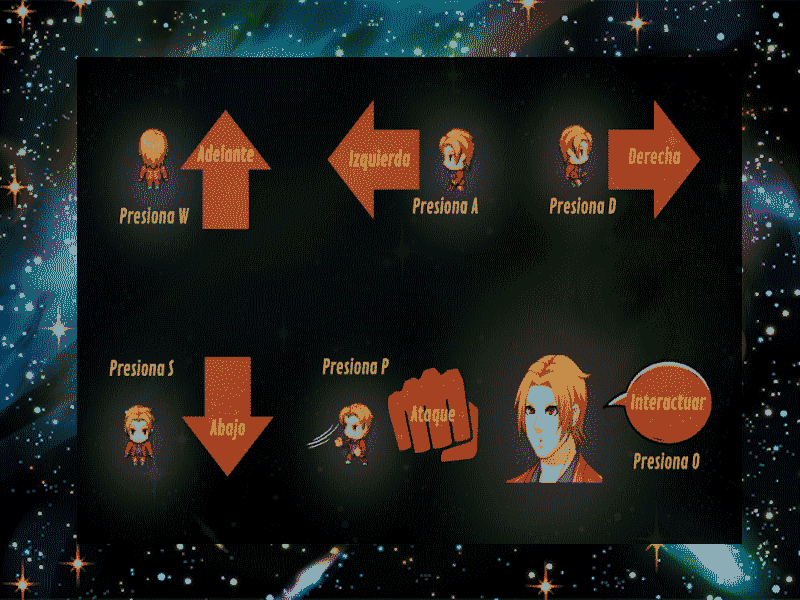 Adelante
Presiona W
Izquierda
Presiona A
Derecha
Presiona D
Presiona S
Abajo
Presiona P
Ataque
Interactuar
Presiona O